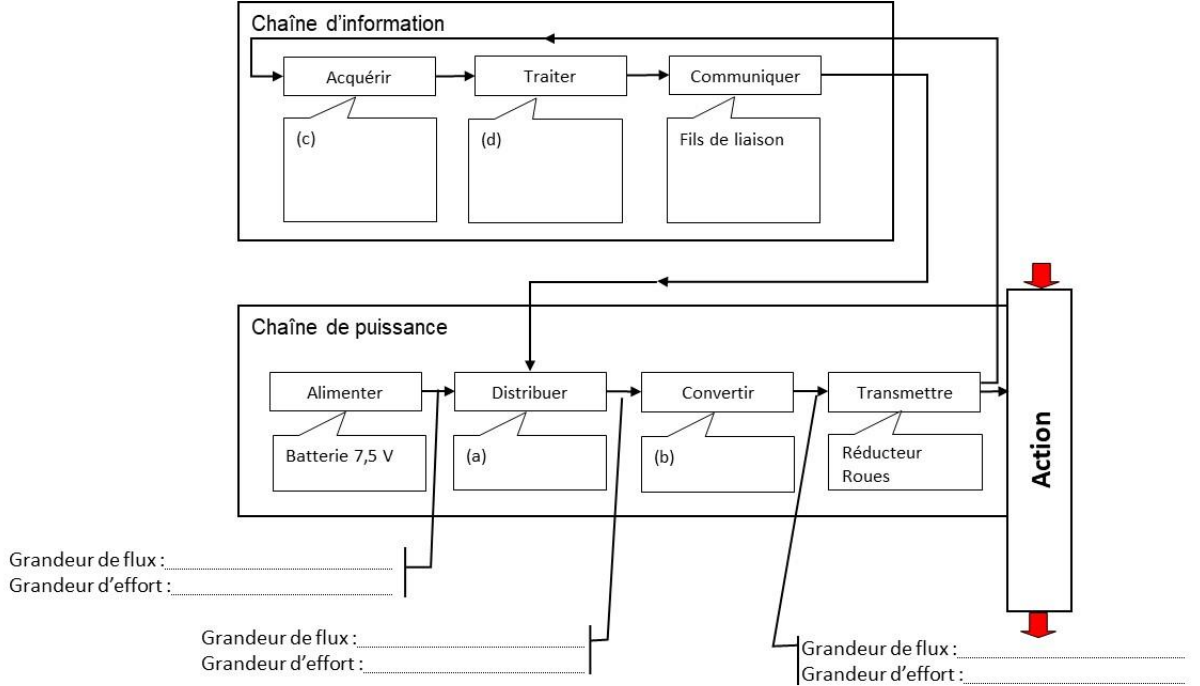 Chaîne d'information
Acquérir
Traiter
Communiquer
(c)
(d)
Fils de liaison
Chaîne de puissance
Alimenter
Distribuer
Convertir
Transmettre
Batterie 7,5 V
(a)
(b)
Réducteur
Roues
Action
Grandeur de flux :
Grandeur d'effort :
Grandeur de flux :
Grandeur d'effort :
Grandeur de flux :
Grandeur d'effort :